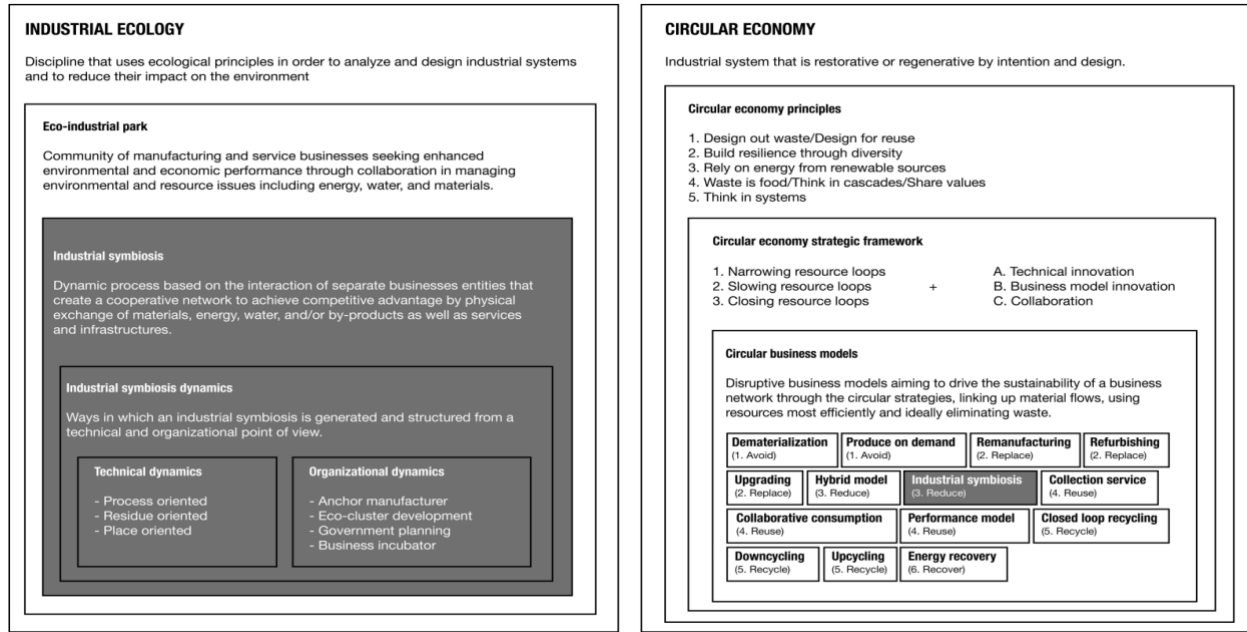 INDUSTRIAL ECOLOGY
Discipline that uses ecological principles in order to analyze and design industrial systems
and to reduce their impact on the environment
Eco-industrial park
Community of manufacturing and service businesses seeking enhanced
environmental and economic performance through collaboration in managing
environmental and resource issues including energy, water, and materials.
Industrial symbiosis
Dynamic process based on the interaction of separate businesses entities that
create a cooperative network to achieve competitive advantage by physical
exchange of materials, energy, water, and/or by-products as well as services
and infrastructures.
Industrial symbiosis dynamics
Ways in which an industrial symbiosis is generated and structured from a
technical and organizational point of view.
Technical dynamics
- Process oriented
- Residue oriented
- Place oriented
Organizational dynamics
- Anchor manufacturer
- Eco-cluster development
- Government planning
- Business incubator
CIRCULAR ECONOMY
Industrial system that is restorative or regenerative by intention and design.
Circular economy principles
1. Design out waste/Design for reuse
2. Build resilience through diversity
3. Rely on energy from renewable sources
4. Waste is food/Think in cascades/Share values
5. Think in systems
Circular economy strategic framework
1. Narrowing resource loops
2. Slowing resource loops
3. Closing resource loops
+
A. Technical innovation
B. Business model innovation
C. Collaboration
Circular business models
Disruptive business models aiming to drive the sustainability of a business
network through the circular strategies, linking up material flows, using
resources most efficiently and ideally eliminating waste.
Dematerialization
(1. Avoid)
Produce on demand
(1. Avoid)
Remanufacturing
(2. Replace)
Refurbishing
(2. Replace)
Upgrading
(2. Replace)
Hybrid model
(3. Reduce)
Industrial symbiosis
(3. Reduce)
Collection service
(4. Reuse)
Collaborative consumption
(4. Reuse)
Performance model
(4. Reuse)
Closed loop recycling
(5. Recycle)
Downcycling
(5. Recycle)
Upcycling
(5. Recycle)
Energy recovery
(6. Recover)